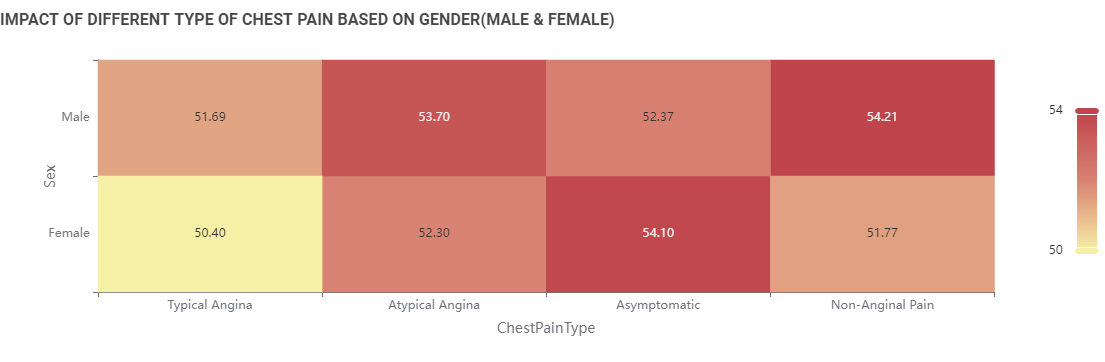 IMPACT OF DIFFERENT TYPE OF CHEST PAIN BASED ON GENDER(MALE & FEMALE)
54
Male 51.69 53.70 52.37 54.21
Sex
Female 50.40 52.30 54.10 51.77
50
Typical Angina Atypical Angina Asymptomatic Non-Anginal Pain
ChestPainType